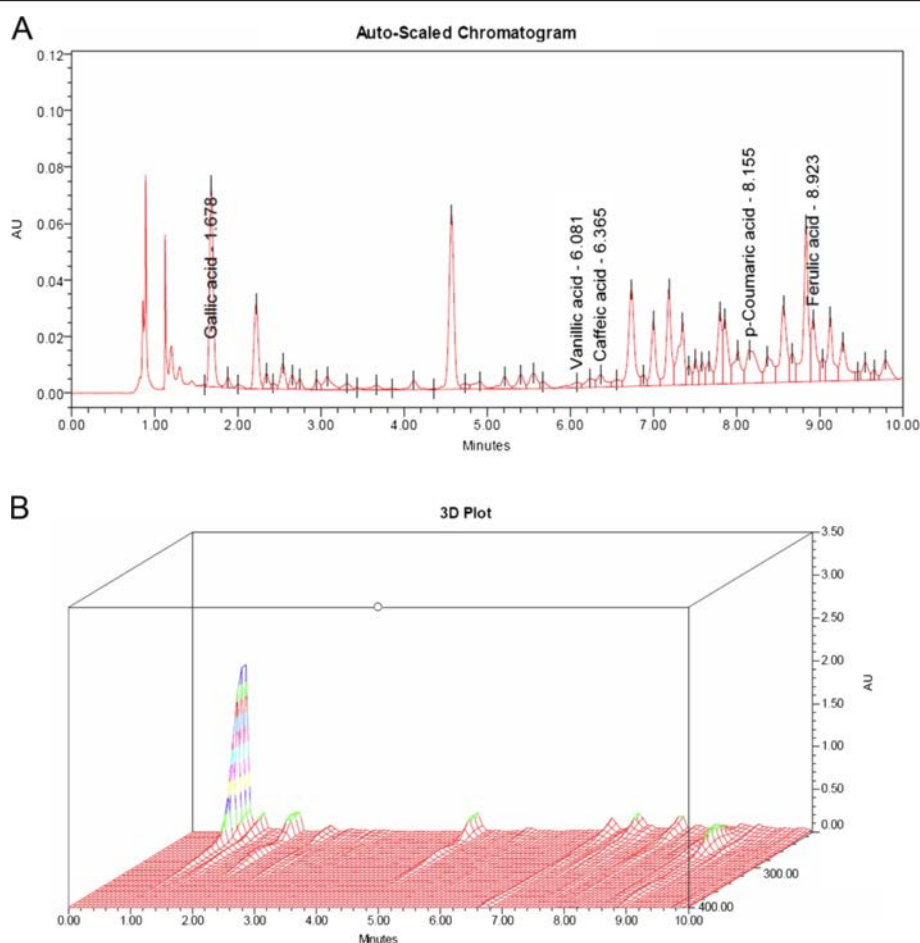 A
Auto-Scaled Chromatogram
0.12
0.10
0.08
0.06
0.04
0.02
0.00
AU
Gallic acid - 1.678
Vanillic acid - 6.081
Caffeic acid - 6.365
p-Coumaric acid - 8.155
Ferulic acid - 8.923
0.00 1.00 2.00 3.00 4.00 5.00 6.00 7.00 8.00 9.00 10.00
Minutes
B
3D Plot
3.50
3.00
2.50
2.00
1.50
1.00
0.50
0.00
AU
300.00
400.00
0.00 1.00 2.00 3.00 4.00 5.00 6.00 7.00 8.00 9.00 10.00
Minutes